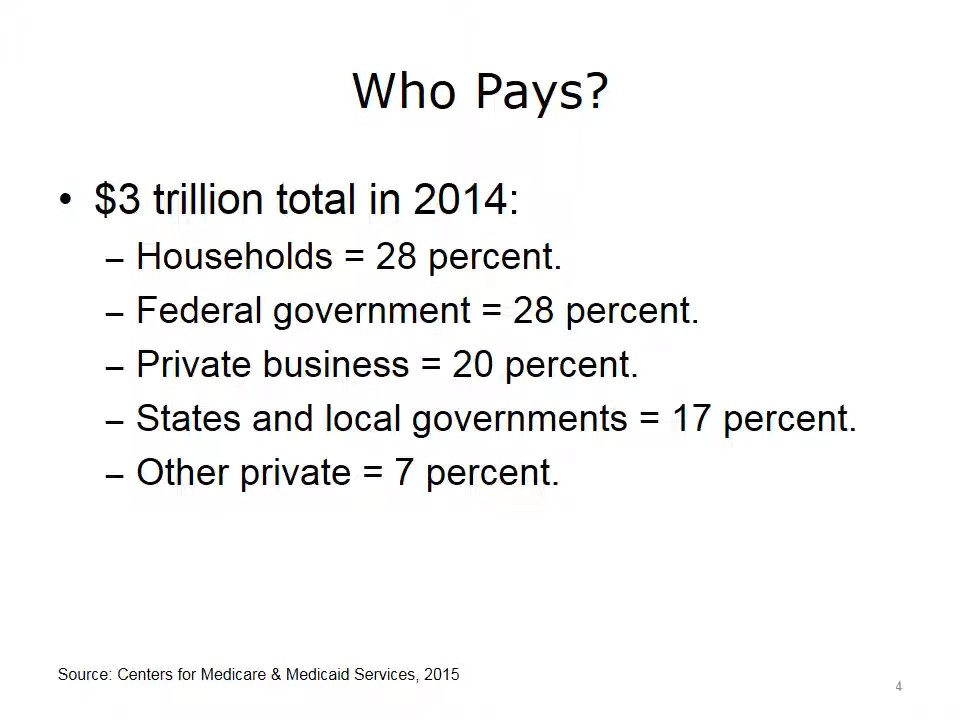 Who Pays?
• $3 trillion total in 2014:
– Households = 28 percent.
– Federal government = 28 percent.
– Private business = 20 percent.
– States and local governments = 17 percent.
– Other private = 7 percent.
Source: Centers for Medicare & Medicaid Services, 2015
4